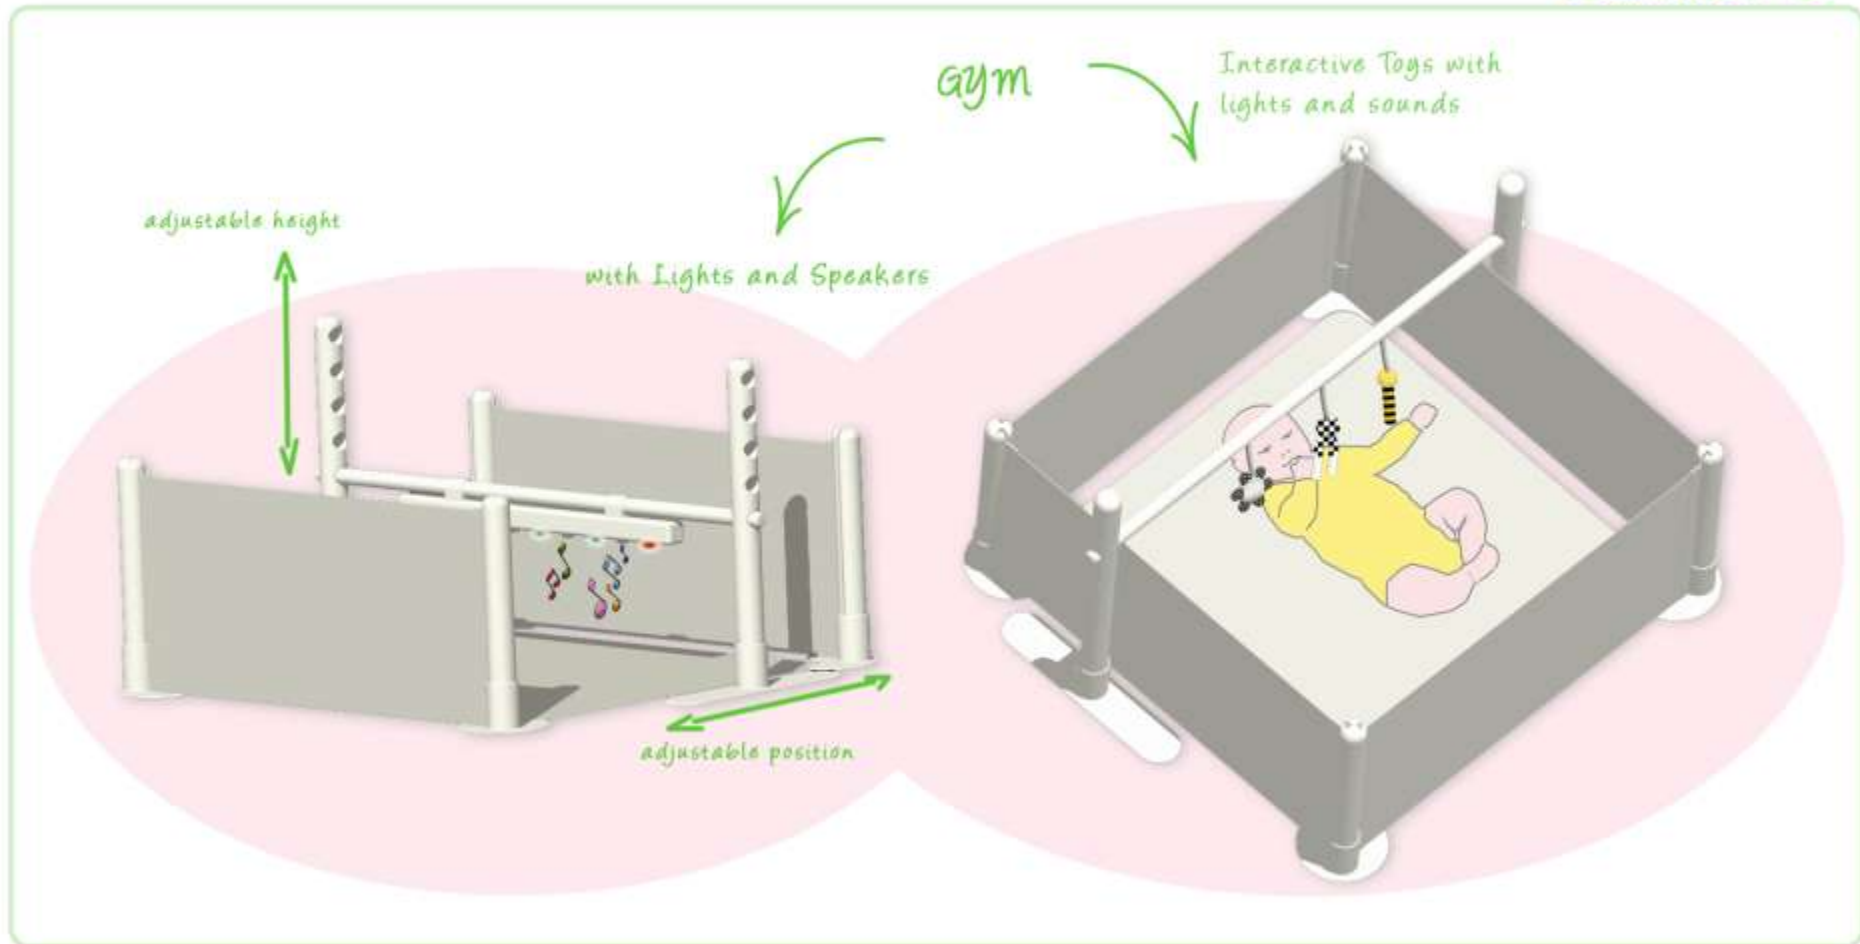 Gym
Interactive Toys with
lights and sounds
adjustable height
with Lights and Speakers
adjustable position